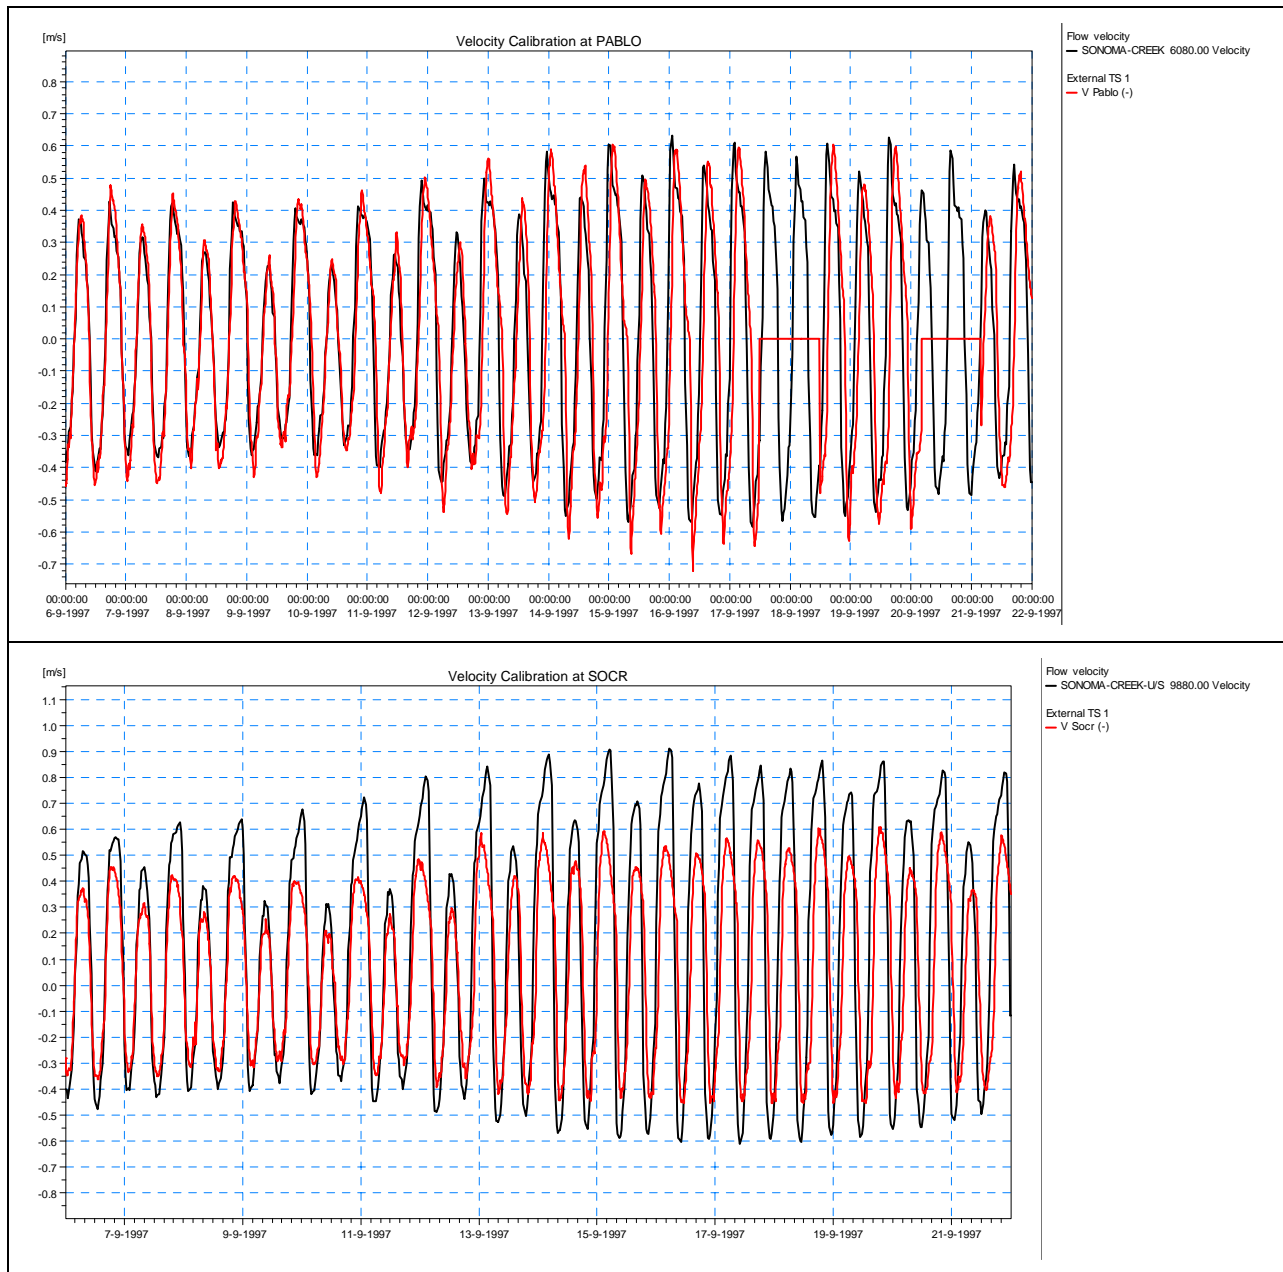 [m/s]
Velocity Calibration at PABLO
0.8
0.7
0.6
0.5
0.4
0.3
0.2
0.1
0.0
-0.1
-0.2
-0.3
-0.4
-0.5
-0.6
-0.7
00:00:00 00:00:00 00:00:00 00:00:00 00:00:00 00:00:00 00:00:00 00:00:00 00:00:00 00:00:00 00:00:00 00:00:00 00:00:00 00:00:00 00:00:00 00:00:00 00:00:00
6-9-1997 7-9-1997 8-9-1997 9-9-1997 10-9-1997 11-9-1997 12-9-1997 13-9-1997 14-9-1997 15-9-1997 16-9-1997 17-9-1997 18-9-1997 19-9-1997 20-9-1997 21-9-1997 22-9-1997
Flow velocity
SONOMA-CREEK 6080.00 Velocity
External TS 1
V Pablo (-)
[m/s]
Velocity Calibration at SOCR
1.1
1.0
0.9
0.8
0.7
0.6
0.5
0.4
0.3
0.2
0.1
0.0
-0.1
-0.2
-0.3
-0.4
-0.5
-0.6
-0.7
-0.8
7-9-1997 9-9-1997 11-9-1997 13-9-1997 15-9-1997 17-9-1997 19-9-1997 21-9-1997
Flow velocity
SONOMA-CREEK-U/S 9880.00 Velocity
External TS 1
V Socr (-)